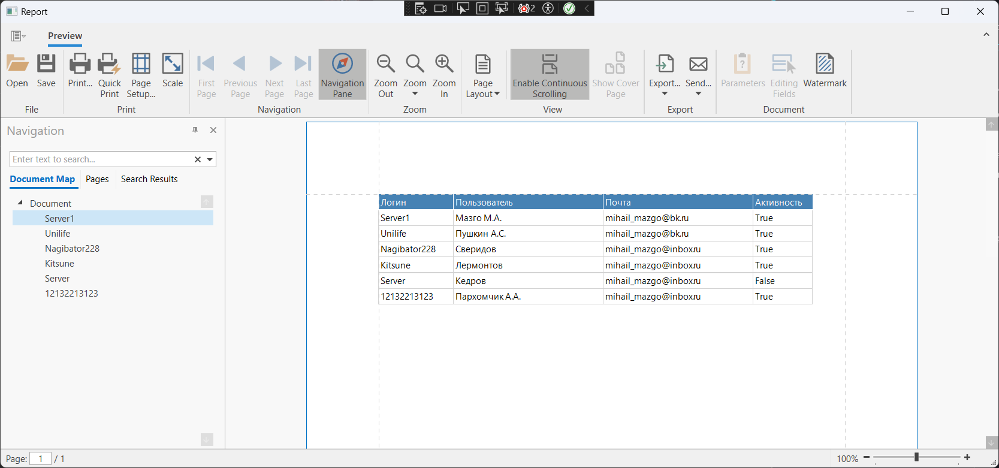 Report
2
Preview
Open
Save
Print...
Quick Print
Page Setup...
Scale
First Page
Previous Page
Next Page
Last Page
Navigation Pane
Zoom Out
Zoom
Zoom In
Page Layout
Enable Continuous Scrolling
Show Cover Page
Export...
Send...
Parameters
Editing Fields
Watermark
File
Print
Navigation
Zoom
View
Export
Document
Navigation
Enter text to search...
Document Map Pages Search Results
Document
Server1
Unilife
Nagibator228
Kitsune
Server
12132213123
Логин Пользователь Почта Активность
Server1 Мазго М.А. mihail_mazgo@bk.ru True
Unilife Пушкин А.С. mihail_mazgo@bk.ru True
Nagibator228 Сверидов mihail_mazgo@inbox.ru True
Kitsune Лермонтов mihail_mazgo@inbox.ru True
Server Кедров mihail_mazgo@inbox.ru False
12132213123 Пархомчик А.А. mihail_mazgo@inbox.ru True
Page: 1 / 1
100%